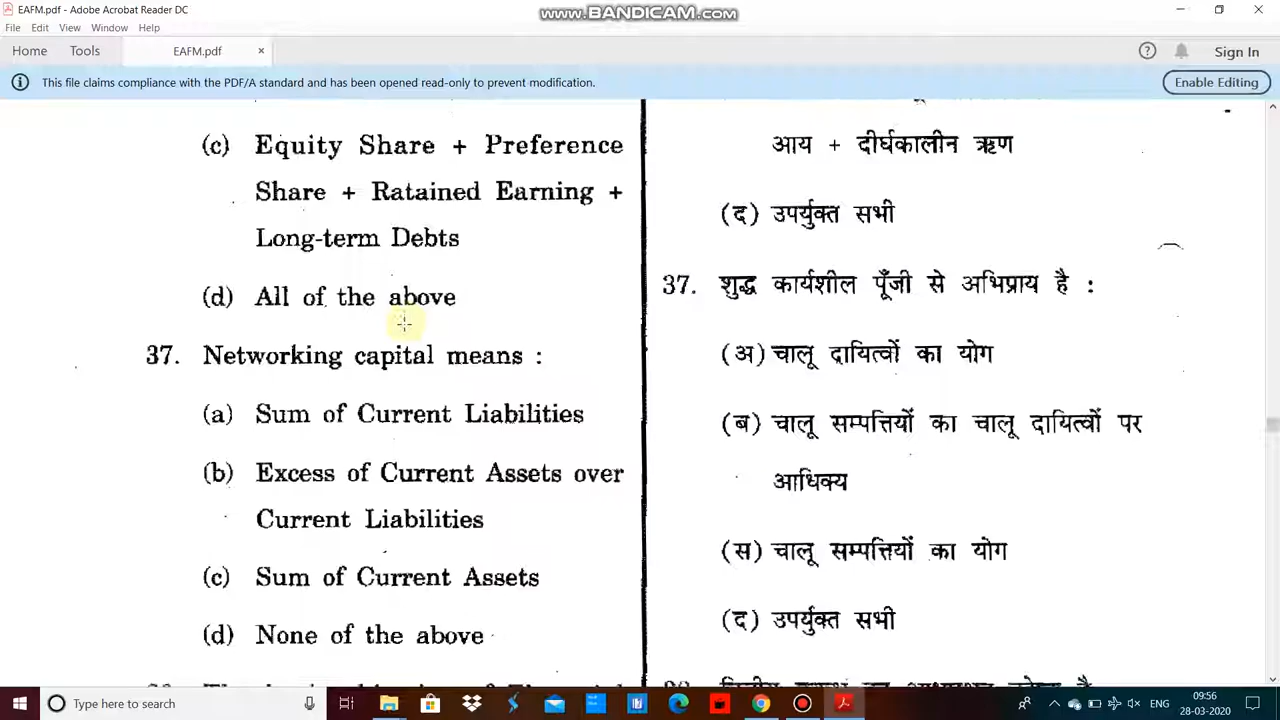 EAFM.pdf - Adobe Acrobat Reader DC
www.BANDICAM.com
File Edit View Window Help
Home Tools EAFM.pdf × Sign In
This file claims compliance with the PDF/A standard and has been opened read-only to prevent modification. Enable Editing
(c) Equity Share + Preference
Share + Ratained Earning +
Long-term Debts
(d) All of the above
37. Networking capital means :
(a) Sum of Current Liabilities
(b) Excess of Current Assets over
Current Liabilities
(c) Sum of Current Assets
(d) None of the above
आय + दीर्घकालीन ऋण
(द) उपर्युक्त सभी
37. शुद्ध कार्यशील पूँजी से अभिप्राय है :
(अ) चालू दायित्वों का योग
(ब) चालू सम्पत्तियों का चालू दायित्वों पर
आधिक्य
(स) चालू सम्पत्तियों का योग
(द) उपर्युक्त सभी
Type here to search
ENG
09:56
28-03-2020